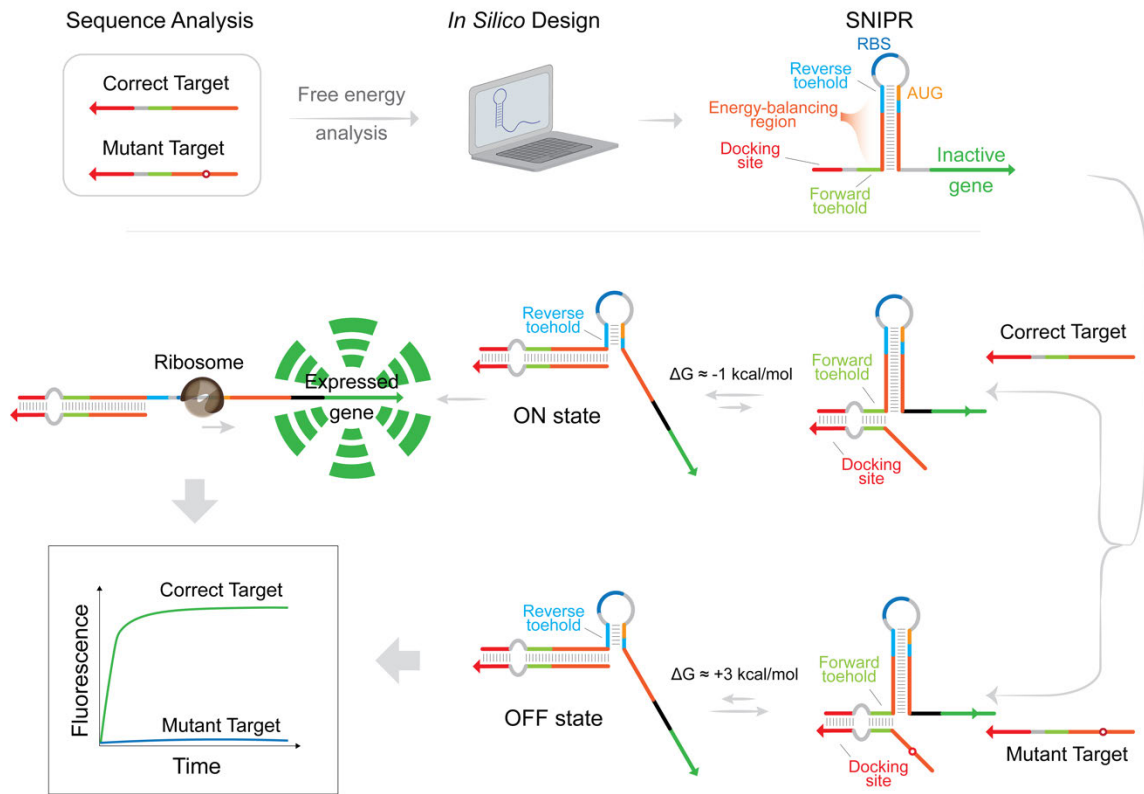 Sequence Analysis
In Silico Design
SNIPR
Correct Target
Mutant Target
Free energy
analysis
RBS
Reverse
toehold
AUG
Energy-balancing
region
Docking
site
Forward
toehold
Inactive
gene
Ribosome
Expressed
gene
Reverse
toehold
ON state
ΔG ≈ -1 kcal/mol
Forward
toehold
Docking
site
Correct Target
Fluorescence
Correct Target
Mutant Target
Time
Reverse
toehold
OFF state
ΔG ≈ +3 kcal/mol
Forward
toehold
Docking
site
Mutant Target